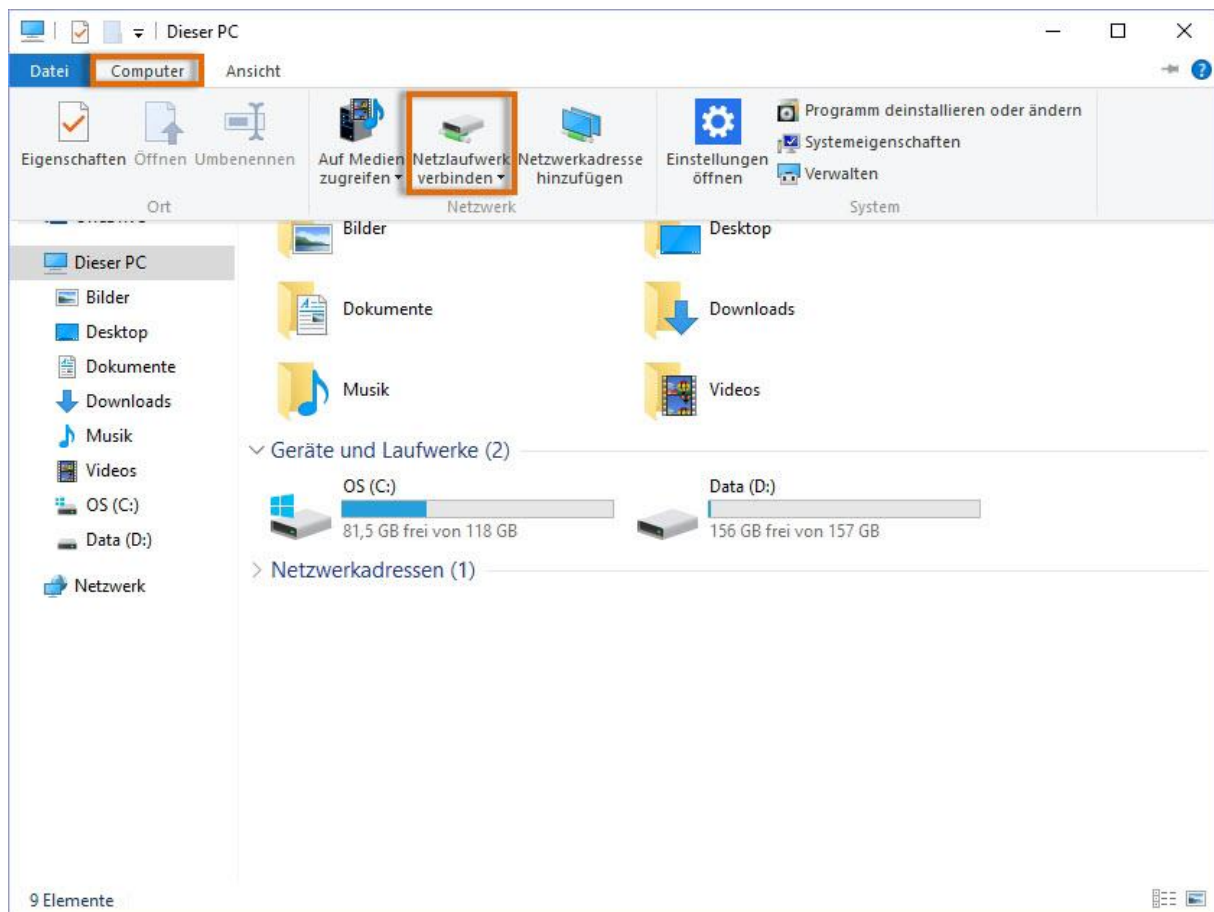 Dieser PC
Datei Computer Ansicht
Eigenschaften Öffnen Umbenennen
Auf Medien
zugreifen
Netzlaufwerk
verbinden
Netzwerkadresse
hinzufügen
Einstellungen
öffnen
Programm deinstallieren oder ändern
Systemeigenschaften
Verwalten
Ort Netzwerk System
Dieser PC
Bilder
Desktop
Dokumente
Downloads
Musik
Videos
OS (C:)
Data (D:)
Netzwerk
Bilder Desktop
Dokumente Downloads
Musik Videos
Geräte und Laufwerke (2)
OS (C:)
81,5 GB frei von 118 GB
Data (D:)
156 GB frei von 157 GB
Netzwerkadressen (1)
9 Elemente